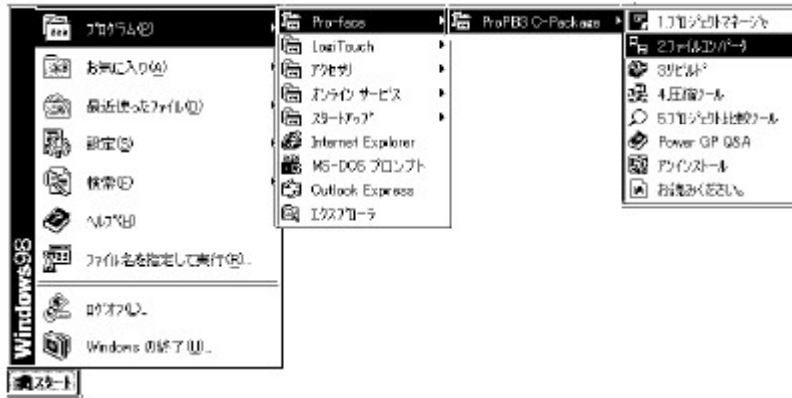 プログラム(P)
お気に入り(A)
最近使ったファイル(D)
設定(S)
検索(F)
ヘルプ(H)
ファイル名を指定して実行(R)...
ログオフ(L)...
Windows の終了(U)...
Windows98
スタート
Pro-face
LogiTouch
アクセサリ
オンライン サービス
スタートアップ
Internet Explorer
MS-DOS プロンプト
Outlook Express
エクスプローラ
ProPB3 C-Package
1.プロジェクトマネージャ
2.ファイルコンバータ
3.リビルド
4.圧縮ツール
5.プロジェクト比較ツール
Power GP Q&A
アンインストール
お読みください。